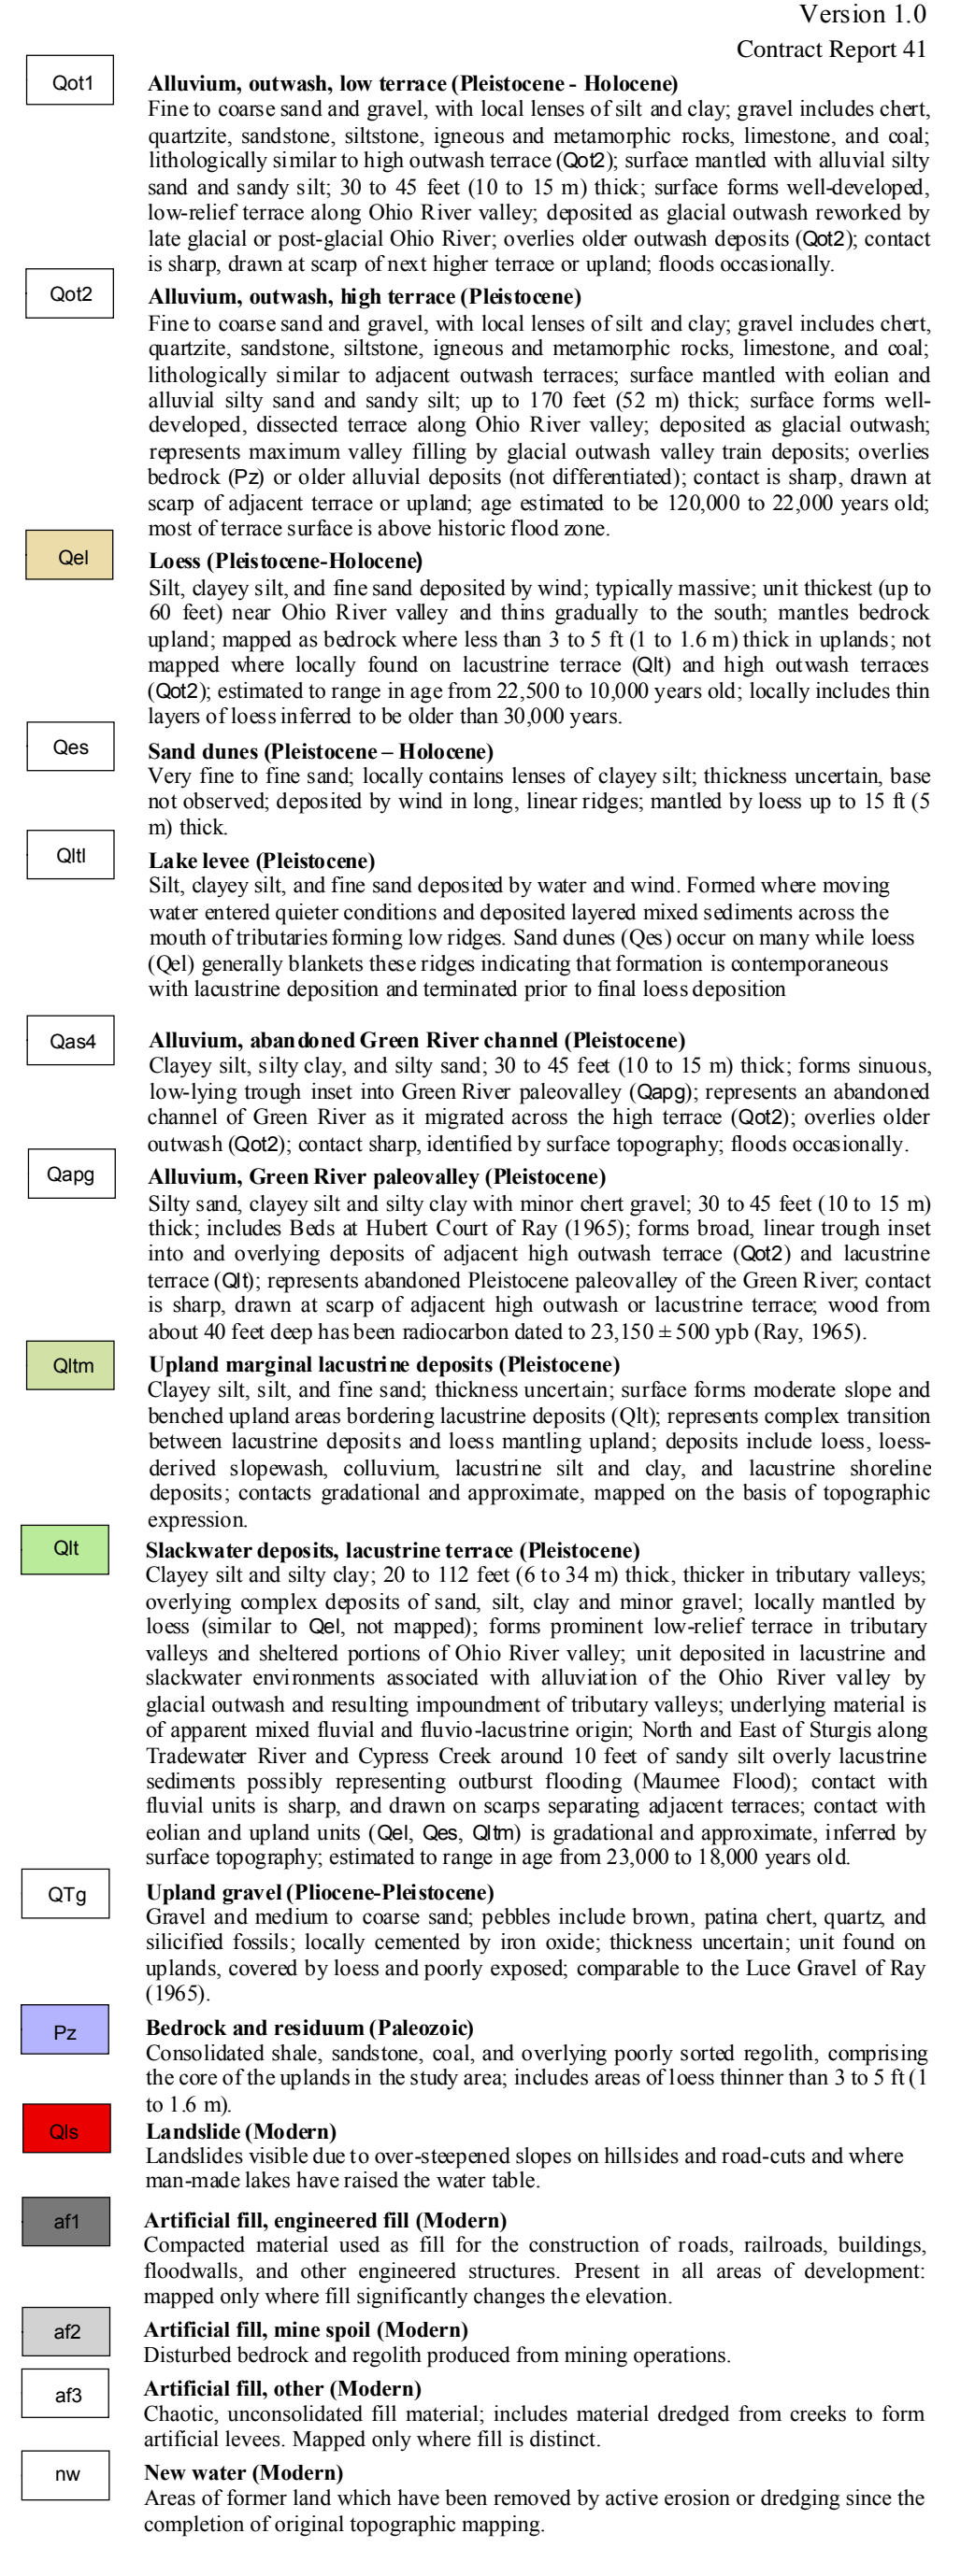 Version 1.0
Contract Report 41
Qot1
Alluvium, outwash, low terrace (Pleistocene - Holocene)
Fine to coarse sand and gravel, with local lenses of silt and clay; gravel includes chert,
quartzite, sandstone, siltstone, igneous and metamorphic rocks, limestone, and coal;
lithologically similar to high outwash terrace (Qot2); surface mantled with alluvial silty
sand and sandy silt; 30 to 45 feet (10 to 15 m) thick; surface forms well-developed,
low-relief terrace along Ohio River valley; deposited as glacial outwash reworked by
late glacial or post-glacial Ohio River; overlies older outwash deposits (Qot2); contact
is sharp, drawn at scarp of next higher terrace or upland; floods occasionally.
Qot2
Alluvium, outwash, high terrace (Pleistocene)
Fine to coarse sand and gravel, with local lenses of silt and clay; gravel includes chert,
quartzite, sandstone, siltstone, igneous and metamorphic rocks, limestone, and coal;
lithologically similar to adjacent outwash terraces; surface mantled with eolian and
alluvial silty sand and sandy silt; up to 170 feet (52 m) thick; surface forms well-
developed, dissected terrace along Ohio River valley; deposited as glacial outwash;
represents maximum valley filling by glacial outwash valley train deposits; overlies
bedrock (Pz) or older alluvial deposits (not differentiated); contact is sharp, drawn at
scarp of adjacent terrace or upland; age estimated to be 120,000 to 22,000 years old;
most of terrace surface is above historic flood zone.
Qel
Loess (Pleistocene-Holocene)
Silt, clayey silt, and fine sand deposited by wind; typically massive; unit thickest (up to
60 feet) near Ohio River valley and thins gradually to the south; mantles bedrock
upland; mapped as bedrock where less than 3 to 5 ft (1 to 1.6 m) thick in uplands; not
mapped where locally found on lacustrine terrace (Qlt) and high outwash terraces
(Qot2); estimated to range in age from 22,500 to 10,000 years old; locally includes thin
layers of loess inferred to be older than 30,000 years.
Qes
Sand dunes (Pleistocene – Holocene)
Very fine to fine sand; locally contains lenses of clayey silt; thickness uncertain, base
not observed; deposited by wind in long, linear ridges; mantled by loess up to 15 ft (5
m) thick.
Qltl
Lake levee (Pleistocene)
Silt, clayey silt, and fine sand deposited by water and wind. Formed where moving
water entered quieter conditions and deposited layered mixed sediments across the
mouth of tributaries forming low ridges. Sand dunes (Qes) occur on many while loess
(Qel) generally blankets these ridges indicating that formation is contemporaneous
with lacustrine deposition and terminated prior to final loess deposition
Qas4
Alluvium, abandoned Green River channel (Pleistocene)
Clayey silt, silty clay, and silty sand; 30 to 45 feet (10 to 15 m) thick; forms sinuous,
low-lying trough inset into Green River paleovalley (Qapg); represents an abandoned
channel of Green River as it migrated across the high terrace (Qot2); overlies older
outwash (Qot2); contact sharp, identified by surface topography; floods occasionally.
Qapg
Alluvium, Green River paleovalley (Pleistocene)
Silty sand, clayey silt and silty clay with minor chert gravel; 30 to 45 feet (10 to 15 m)
thick; includes Beds at Hubert Court of Ray (1965); forms broad, linear trough inset
into and overlying deposits of adjacent high outwash terrace (Qot2) and lacustrine
terrace (Qlt); represents abandoned Pleistocene paleovalley of the Green River; contact
is sharp, drawn at scarp of adjacent high outwash or lacustrine terrace; wood from
about 40 feet deep has been radiocarbon dated to 23,150 ± 500 ypb (Ray, 1965).
Qltm
Upland marginal lacustrine deposits (Pleistocene)
Clayey silt, silt, and fine sand; thickness uncertain; surface forms moderate slope and
benched upland areas bordering lacustrine deposits (Qlt); represents complex transition
between lacustrine deposits and loess mantling upland; deposits include loess, loess-
derived slopewash, colluvium, lacustrine silt and clay, and lacustrine shoreline
deposits; contacts gradational and approximate, mapped on the basis of topographic
expression.
Qlt
Slackwater deposits, lacustrine terrace (Pleistocene)
Clayey silt and silty clay; 20 to 112 feet (6 to 34 m) thick, thicker in tributary valleys;
overlying complex deposits of sand, silt, clay and minor gravel; locally mantled by
loess (similar to Qel, not mapped); forms prominent low-relief terrace in tributary
valleys and sheltered portions of Ohio River valley; unit deposited in lacustrine and
slackwater environments associated with alluviation of the Ohio River valley by
glacial outwash and resulting impoundment of tributary valleys; underlying material is
of apparent mixed fluvial and fluvio-lacustrine origin; North and East of Sturgis along
Tradewater River and Cypress Creek around 10 feet of sandy silt overly lacustrine
sediments possibly representing outburst flooding (Maumee Flood); contact with
fluvial units is sharp, and drawn on scarps separating adjacent terraces; contact with
eolian and upland units (Qel, Qes, Qltm) is gradational and approximate, inferred by
surface topography; estimated to range in age from 23,000 to 18,000 years old.
QTg
Upland gravel (Pliocene-Pleistocene)
Gravel and medium to coarse sand; pebbles include brown, patina chert, quartz, and
silicified fossils; locally cemented by iron oxide; thickness uncertain; unit found on
uplands, covered by loess and poorly exposed; comparable to the Luce Gravel of Ray
(1965).
Pz
Bedrock and residuum (Paleozoic)
Consolidated shale, sandstone, coal, and overlying poorly sorted regolith, comprising
the core of the uplands in the study area; includes areas of loess thinner than 3 to 5 ft (1
to 1.6 m).
Qls
Landslide (Modern)
Landslides visible due to over-steepened slopes on hillsides and road-cuts and where
man-made lakes have raised the water table.
af1
Artificial fill, engineered fill (Modern)
Compacted material used as fill for the construction of roads, railroads, buildings,
floodwalls, and other engineered structures. Present in all areas of development:
mapped only where fill significantly changes the elevation.
af2
Artificial fill, mine spoil (Modern)
Disturbed bedrock and regolith produced from mining operations.
af3
Artificial fill, other (Modern)
Chaotic, unconsolidated fill material; includes material dredged from creeks to form
artificial levees. Mapped only where fill is distinct.
nw
New water (Modern)
Areas of former land which have been removed by active erosion or dredging since the
completion of original topographic mapping.